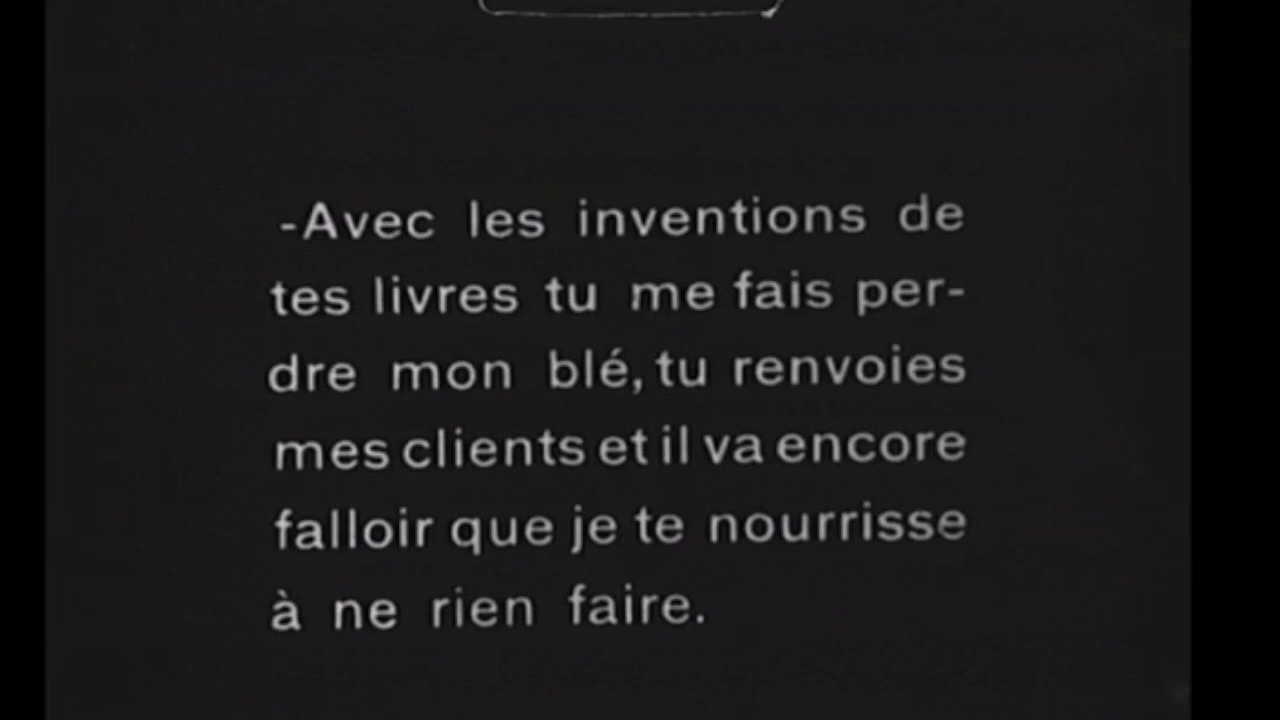 -Avec les inventions de
tes livres tu me fais per-
dre mon blé, tu renvoies
mes clients et il va encore
falloir que je te nourrisse
à ne rien faire.